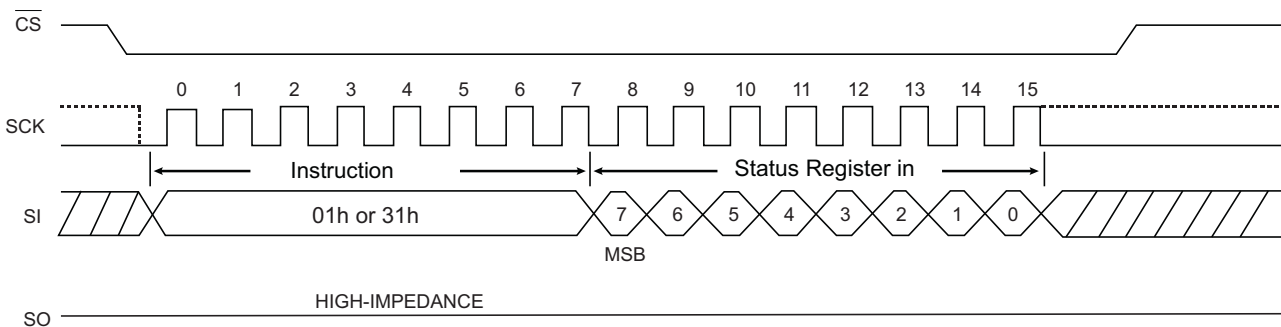 CS
0 1 2 3 4 5 6 7 8 9 10 11 12 13 14 15
SCK
Instruction Status Register in
SI 01h or 31h 7 6 5 4 3 2 1 0
MSB
HIGH-IMPEDANCE
SO